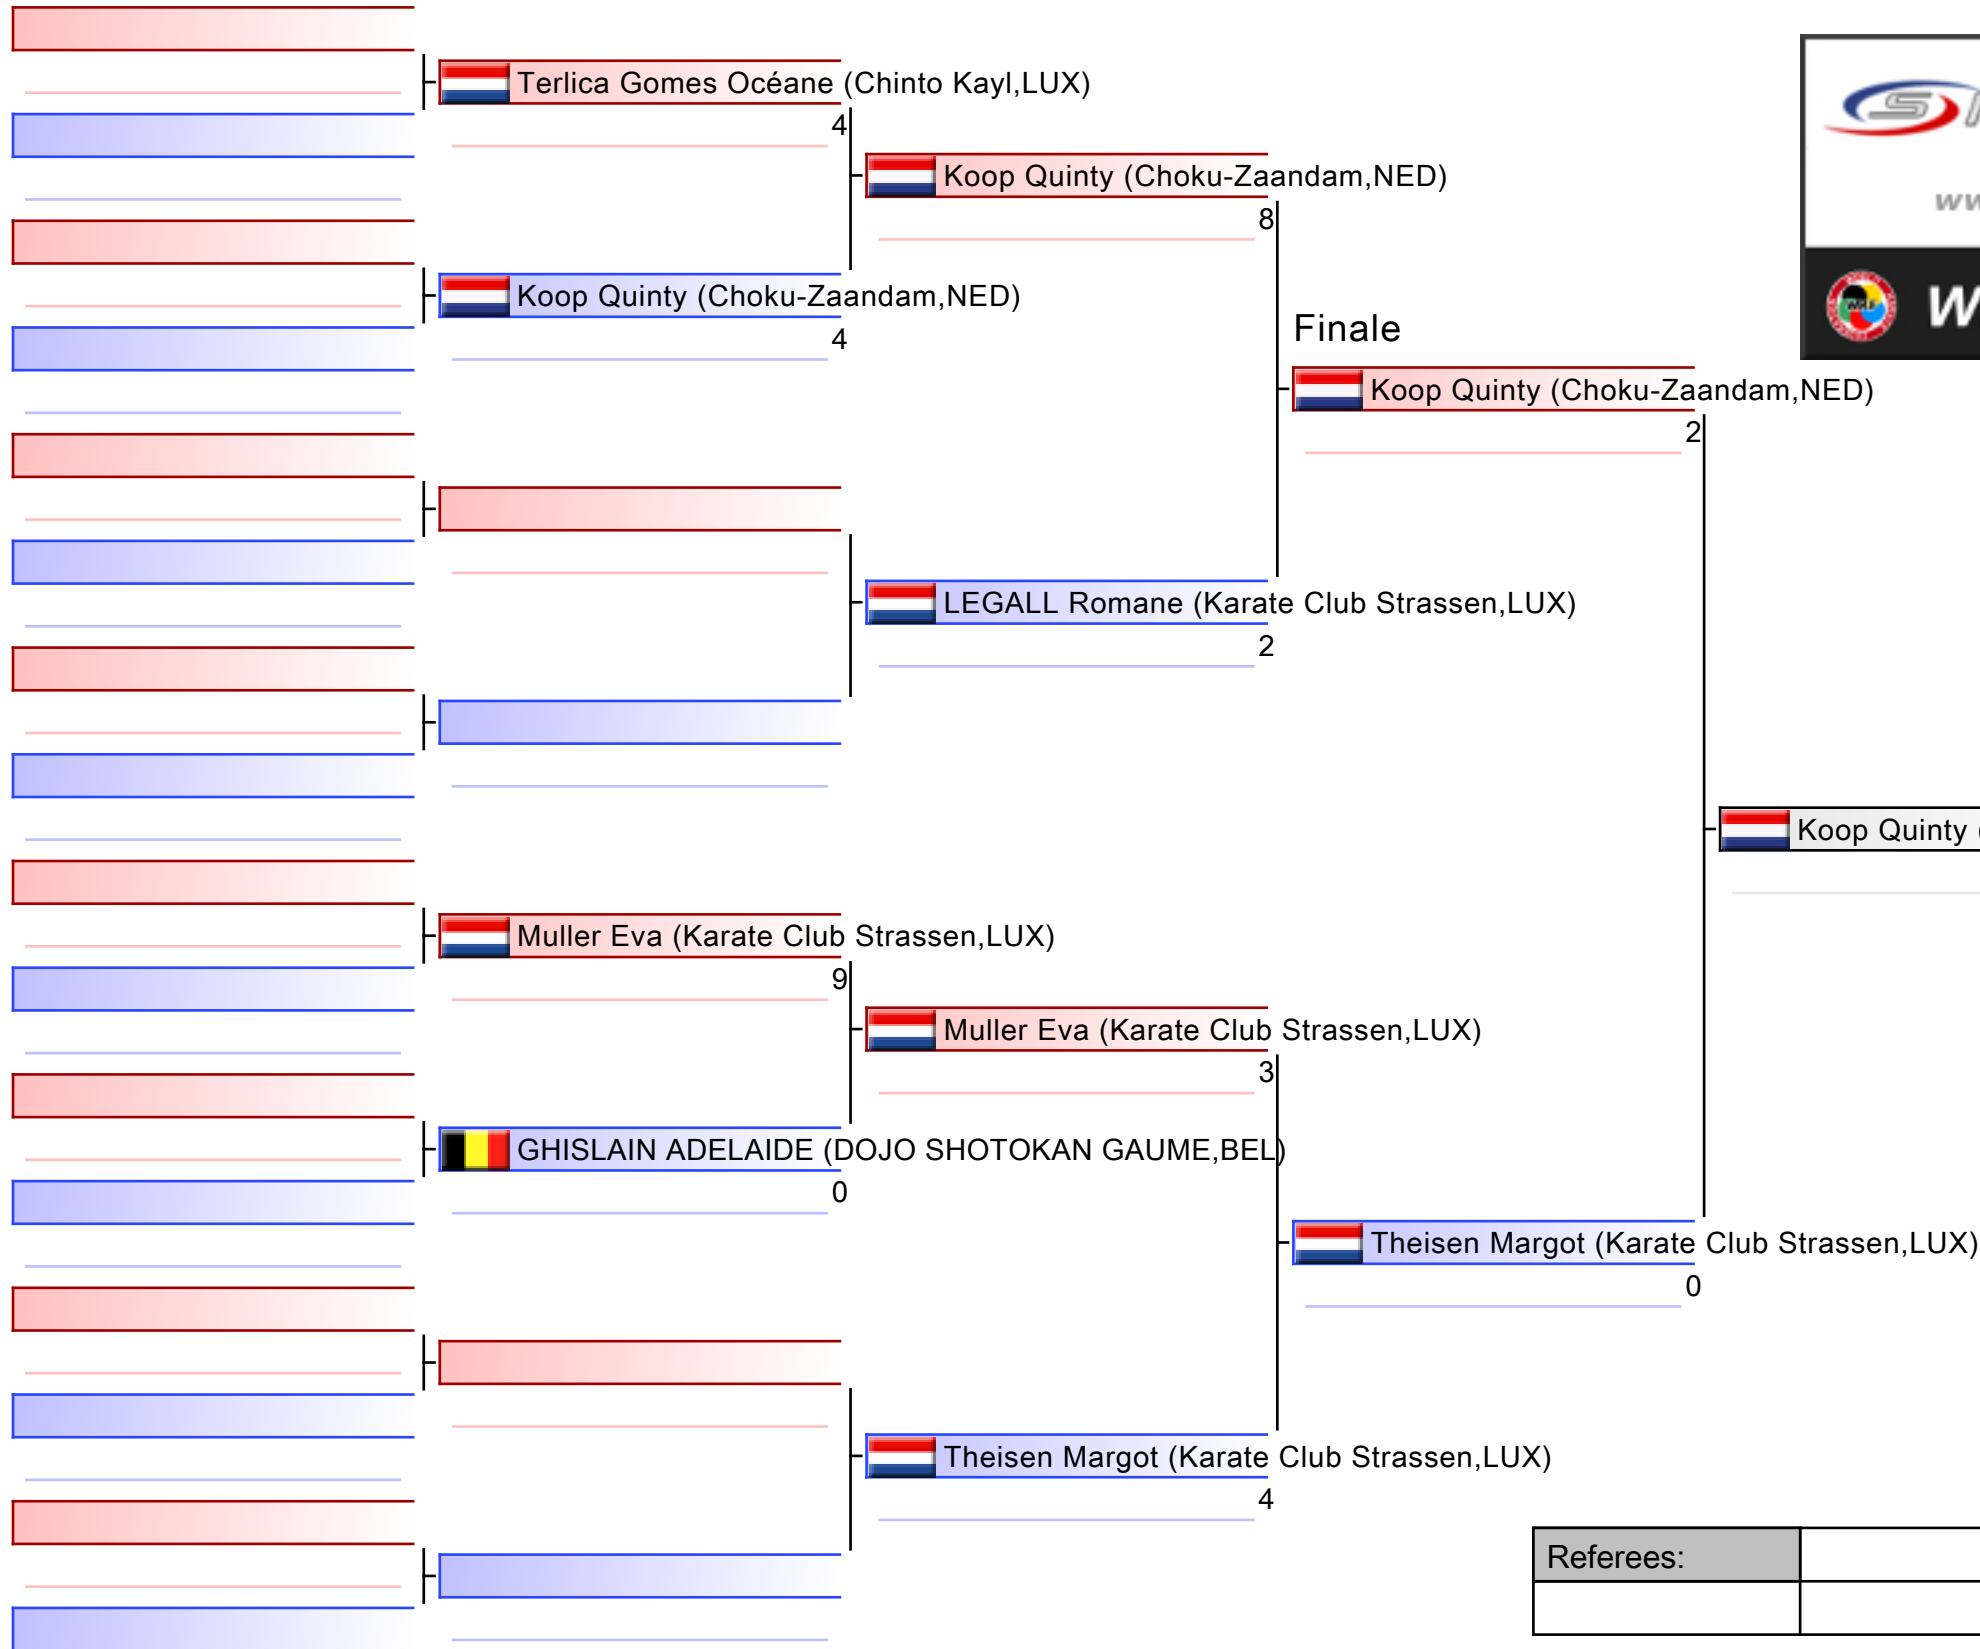 Terlica Gomes Océane (Chinto Kayl,LUX)
4
Koop Quinty (Choku-Zaandam,NED)
8
Koop Quinty (Choku-Zaandam,NED)
4
Finale
Koop Quinty (Choku-Zaandam,NED)
2
LEGALL Romane (Karate Club Strassen,LUX)
2
Koop Quinty (
Muller Eva (Karate Club Strassen,LUX)
9
Muller Eva (Karate Club Strassen,LUX)
3
GHISLAIN ADELAIDE (DOJO SHOTOKAN GAUME,BEL)
0
Theisen Margot (Karate Club Strassen,LUX)
0
Theisen Margot (Karate Club Strassen,LUX)
4
Referees: